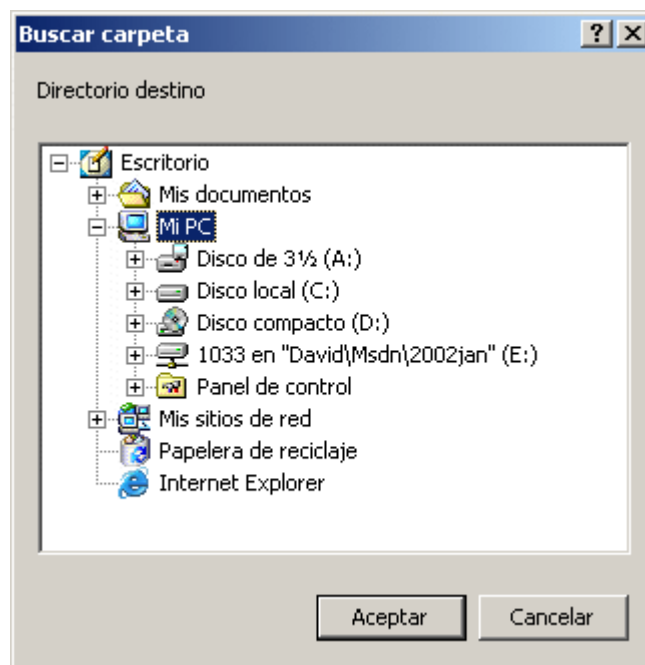 Buscar carpeta
Directorio destino
Escritorio
Mis documentos
Mi PC
Disco de 3½ (A:)
Disco local (C:)
Disco compacto (D:)
1033 en "David\Msdn\2002jan" (E:)
Panel de control
Mis sitios de red
Papelera de reciclaje
Internet Explorer
Aceptar Cancelar